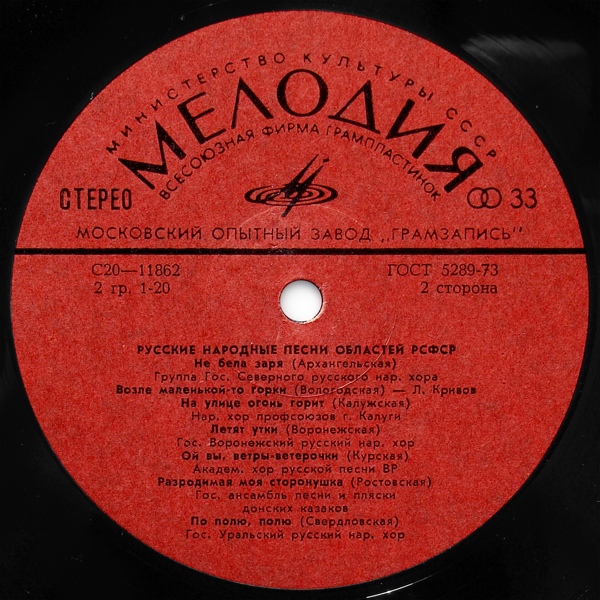 МИНИСТЕРСТВО КУЛЬТУРЫ СССР
МЕЛОДИЯ
ВСЕСОЮЗНАЯ ФИРМА ГРАМПЛАСТИНОК
СТЕРЕО 33
МОСКОВСКИЙ ОПЫТНЫЙ ЗАВОД „ГРАМЗАПИСЬ"
С20—11862 ГОСТ 5289-73
2 гр. 1-20 2 сторона
РУССКИЕ НАРОДНЫЕ ПЕСНИ ОБЛАСТЕЙ РСФСР
Не бела заря (Архангельская)
Группа Гос. Северного русского нар. хора
Возле маленькой-то горки (Вологодская) — Л. Кривов
На улице огонь горит (Калужская)
Нар. хор профсоюзов г. Калуги
Летят утки (Воронежская)
Гос. Воронежский русский нар. хор
Ой вы, ветры-ветерочки (Курская)
Академ. хор русской песни ВР
Разродимая моя сторонушка (Ростовская)
Гос. ансамбль песни и пляски
донских казаков
По полю, полю (Свердловская)
Гос. Уральский русский нар. хор